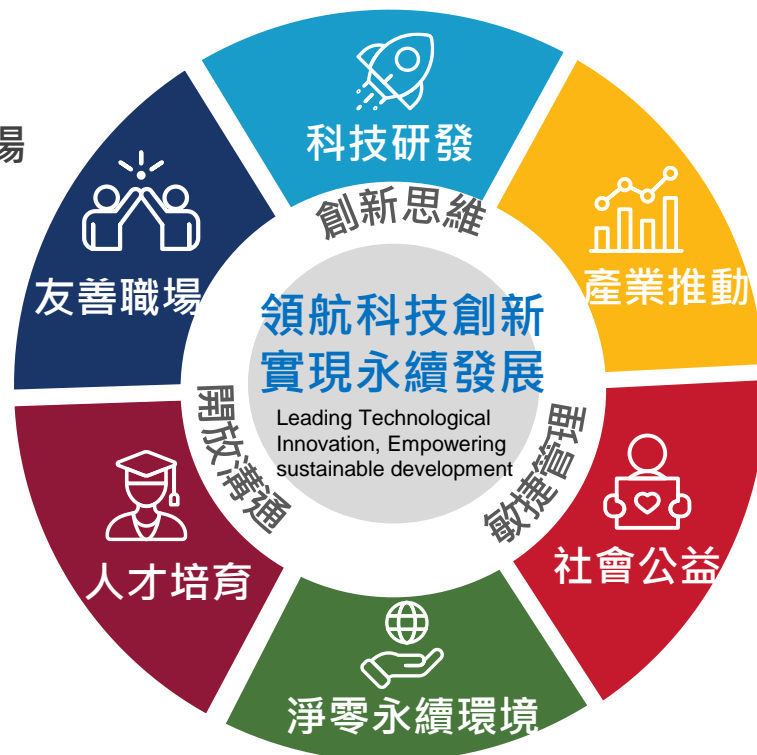 場
科技研發
創新思維
友善職場
產業推動
領航科技創新
實現永續發展
Leading Technological
Innovation, Empowering
sustainable development
開放溝通
敏捷管理
人才培育
社會公益
淨零永續環境